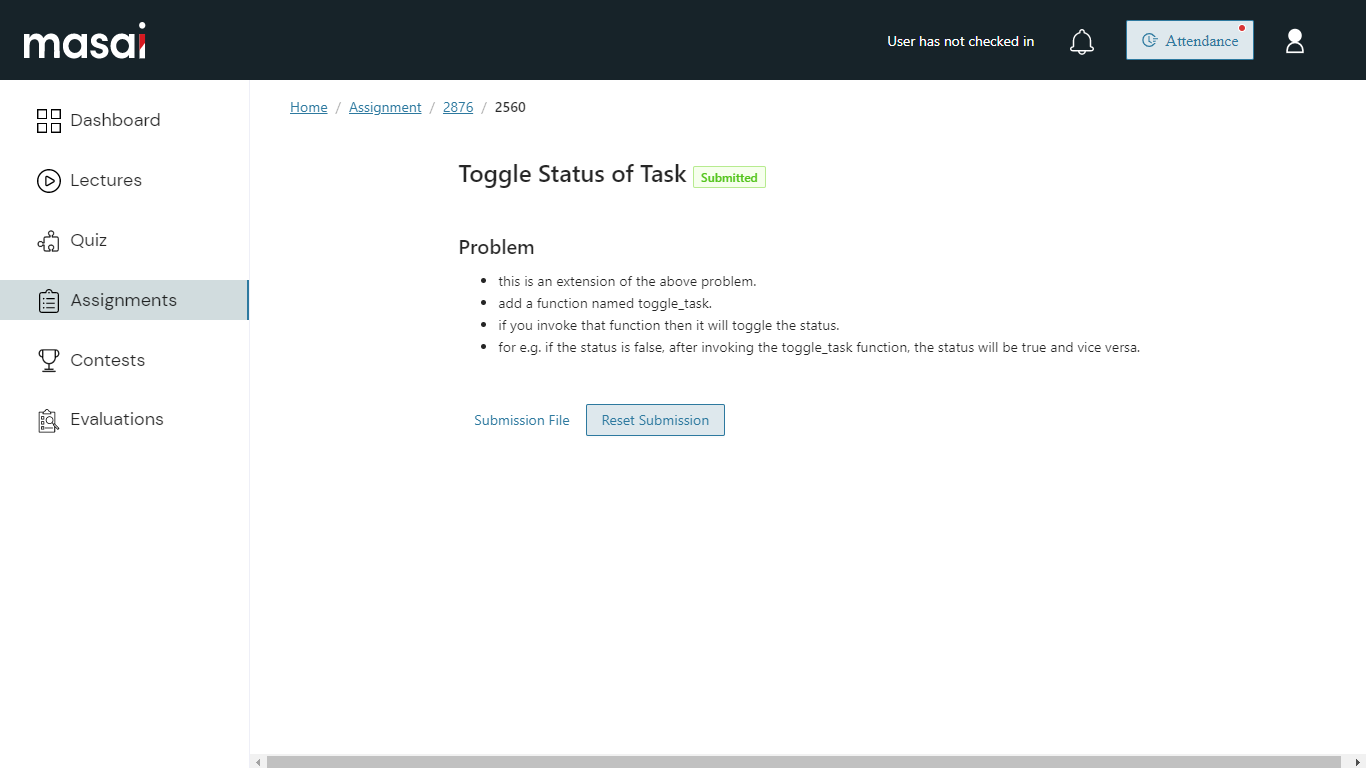 masai
User has not checked in
Attendance
Dashboard
Lectures
Quiz
Assignments
Contests
Evaluations
Home / Assignment / 2876 / 2560
Toggle Status of Task Submitted
Problem
• this is an extension of the above problem.
• add a function named toggle_task.
• if you invoke that function then it will toggle the status.
• for e.g. if the status is false, after invoking the toggle_task function, the status will be true and vice versa.
Submission File Reset Submission